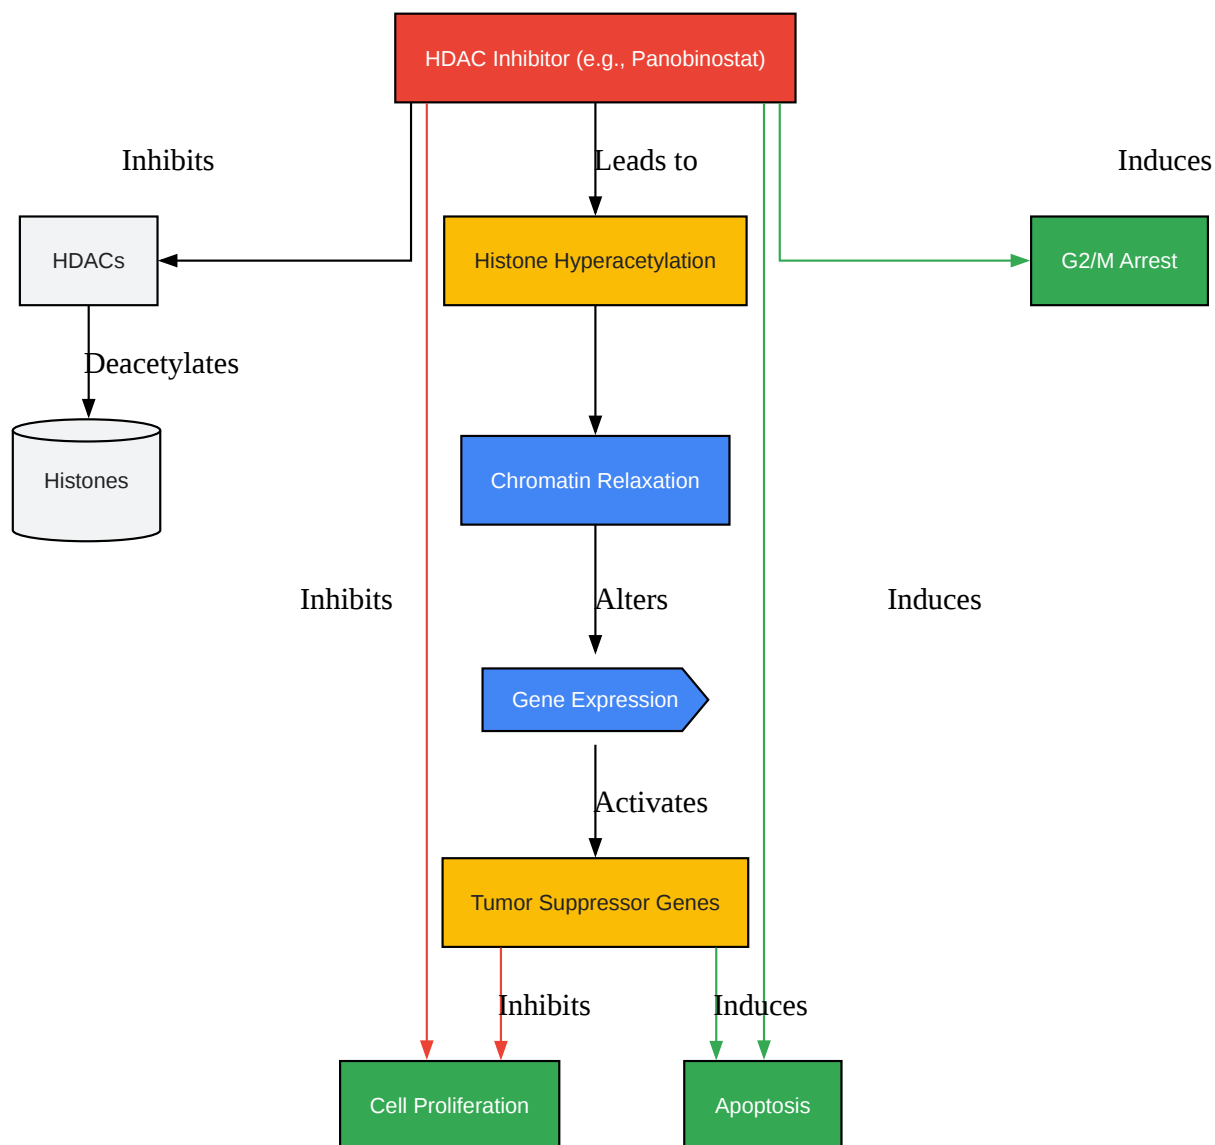 HDAC Inhibitor (e.g., Panobinostat)
Inhibits
Leads to
Induces
HDACs
Histone Hyperacetylation
G2/M Arrest
Deacetylates
Histones
Chromatin Relaxation
Inhibits
Alters
Induces
Gene Expression
Activates
Tumor Suppressor Genes
Inhibits
Induces
Cell Proliferation
Apoptosis